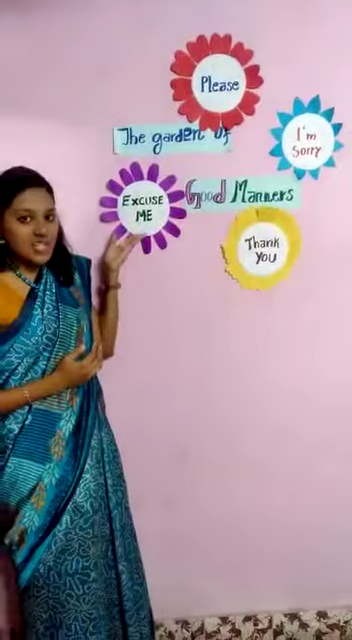 Please
The garden of
I'm
Sorry
EXCUSE
ME
Good Manners
Thank
You